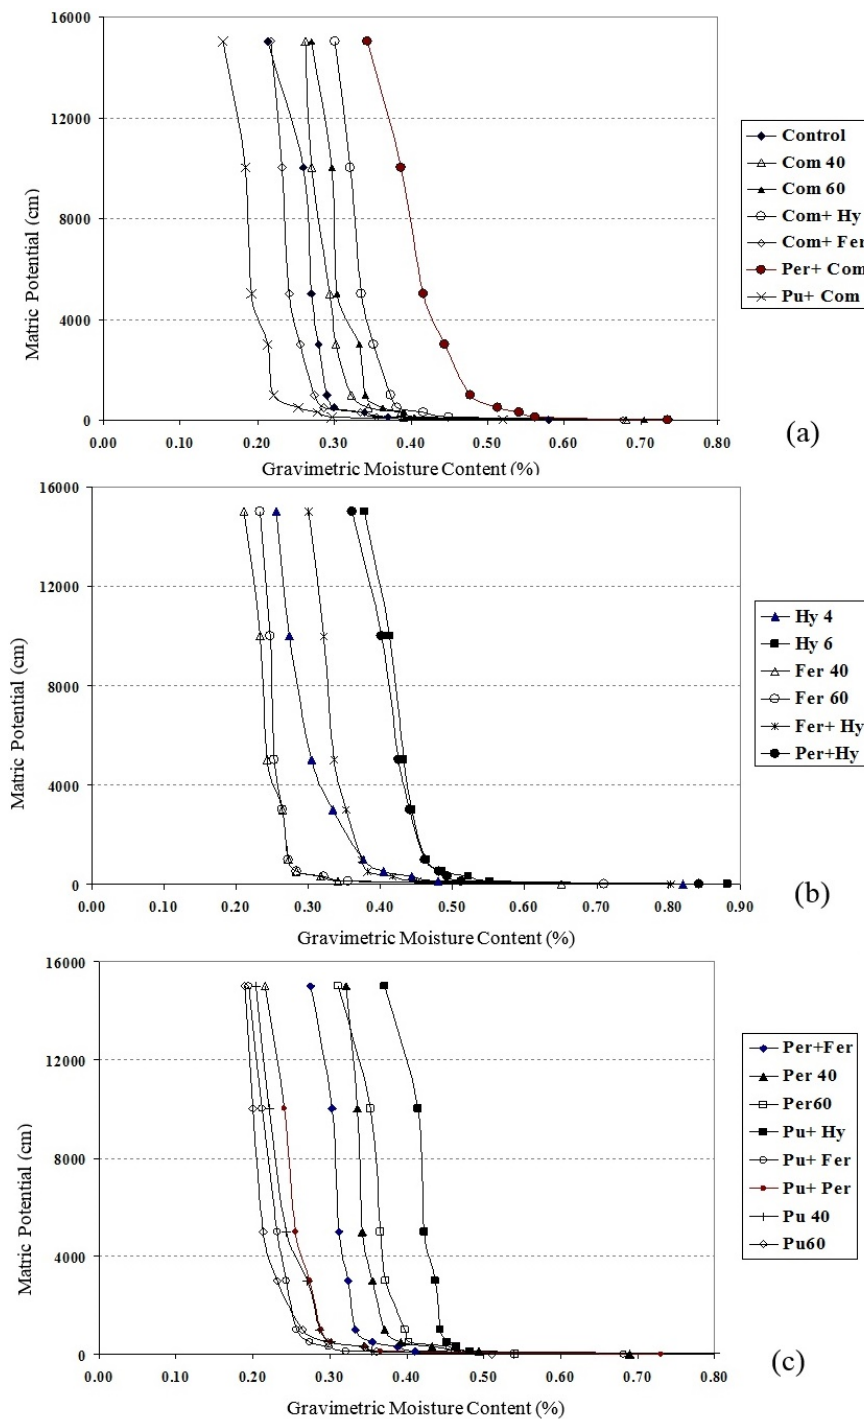 16000
12000
8000
4000
0
Matric Potential (cm)
0.00 0.10 0.20 0.30 0.40 0.50 0.60 0.70 0.80
Gravimetric Moisture Content (%)
Control
Com 40
Com 60
Com+ Hy
Com+ Fer
Per+ Com
Pu+ Com
(a)
16000
12000
8000
4000
0
Matric Potential (cm)
0.00 0.10 0.20 0.30 0.40 0.50 0.60 0.70 0.80 0.90
Gravimetric Moisture Content (%)
Hy 4
Hy 6
Fer 40
Fer 60
Fer+ Hy
Per+Hy
(b)
16000
12000
8000
4000
0
Matric Potential (cm)
0.00 0.10 0.20 0.30 0.40 0.50 0.60 0.70 0.80
Gravimetric Moisture Content (%)
Per+Fer
Per 40
Per60
Pu+ Hy
Pu+ Fer
Pu+ Per
Pu 40
Pu60
(c)